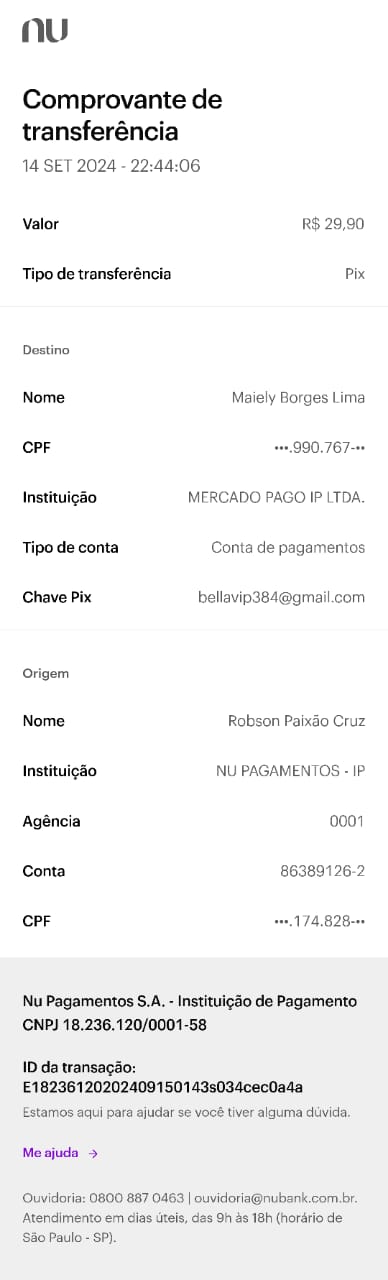 nu
Comprovante de
transferência
14 SET 2024 - 22:44:06
Valor R$ 29,90
Tipo de transferência Pix
Destino
Nome Maiely Borges Lima
CPF •••.990.767-••
Instituição MERCADO PAGO IP LTDA.
Tipo de conta Conta de pagamentos
Chave Pix bellavip384@gmail.com
Origem
Nome Robson Paixão Cruz
Instituição NU PAGAMENTOS - IP
Agência 0001
Conta 86389126-2
CPF •••.174.828-••
Nu Pagamentos S.A. - Instituição de Pagamento
CNPJ 18.236.120/0001-58
ID da transação:
E18236120202409150143s034cec0a4a
Estamos aqui para ajudar se você tiver alguma dúvida.
Me ajuda →
Ouvidoria: 0800 887 0463 | ouvidoria@nubank.com.br.
Atendimento em dias úteis, das 9h às 18h (horário de
São Paulo - SP).